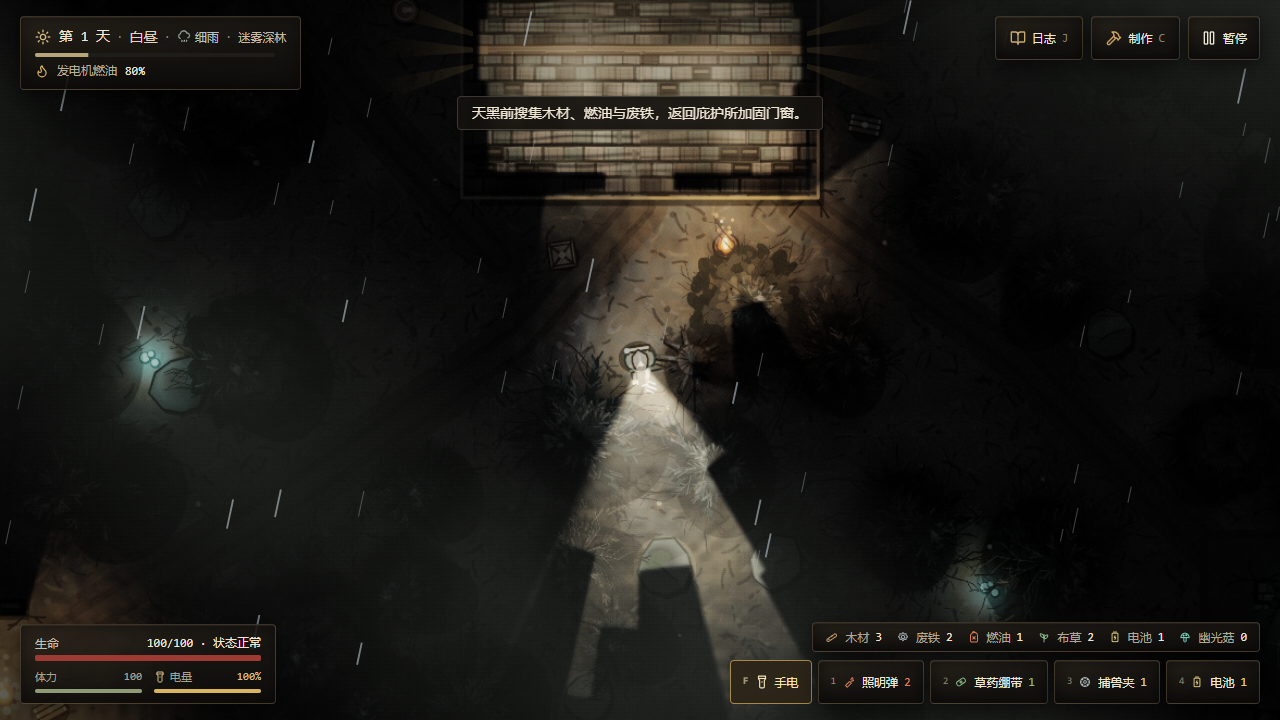 第 1 天 · 白昼 · 细雨 · 迷雾深林
发电机燃油 80%
日志 J
制作 C
暂停
天黑前搜集木材、燃油与废铁，返回庇护所加固门窗。
生命 100/100 · 状态正常
体力 100 电量 100%
木材 3 废铁 2 燃油 1 布草 2 电池 1 幽光菇 0
F 手电 1 照明弹 2 2 草药绷带 1 3 捕兽夹 1 4 电池 1